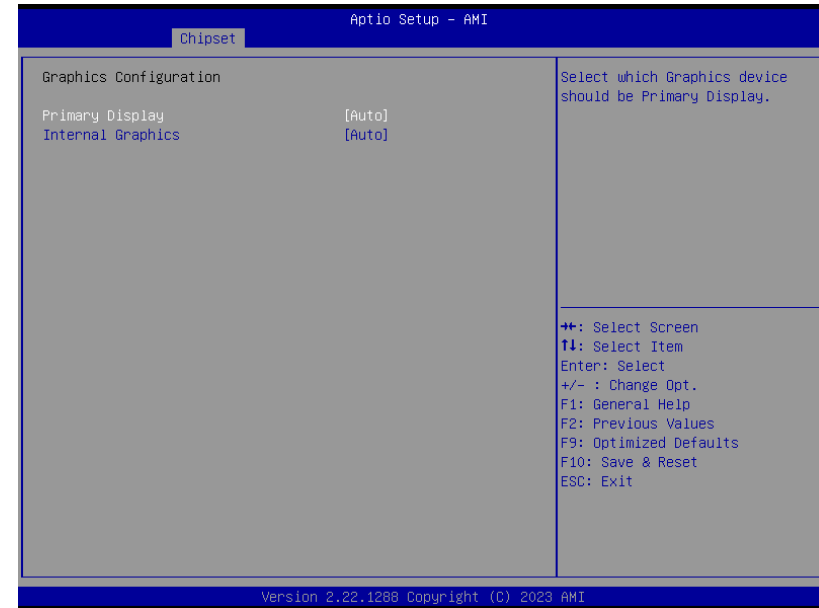 Aptio Setup – AMI
Chipset
Graphics Configuration
Primary Display [Auto]
Internal Graphics [Auto]
Select which Graphics device
should be Primary Display.
→←: Select Screen
↑↓: Select Item
Enter: Select
+/- : Change Opt.
F1: General Help
F2: Previous Values
F9: Optimized Defaults
F10: Save & Reset
ESC: Exit
Version 2.22.1288 Copyright (C) 2023 AMI